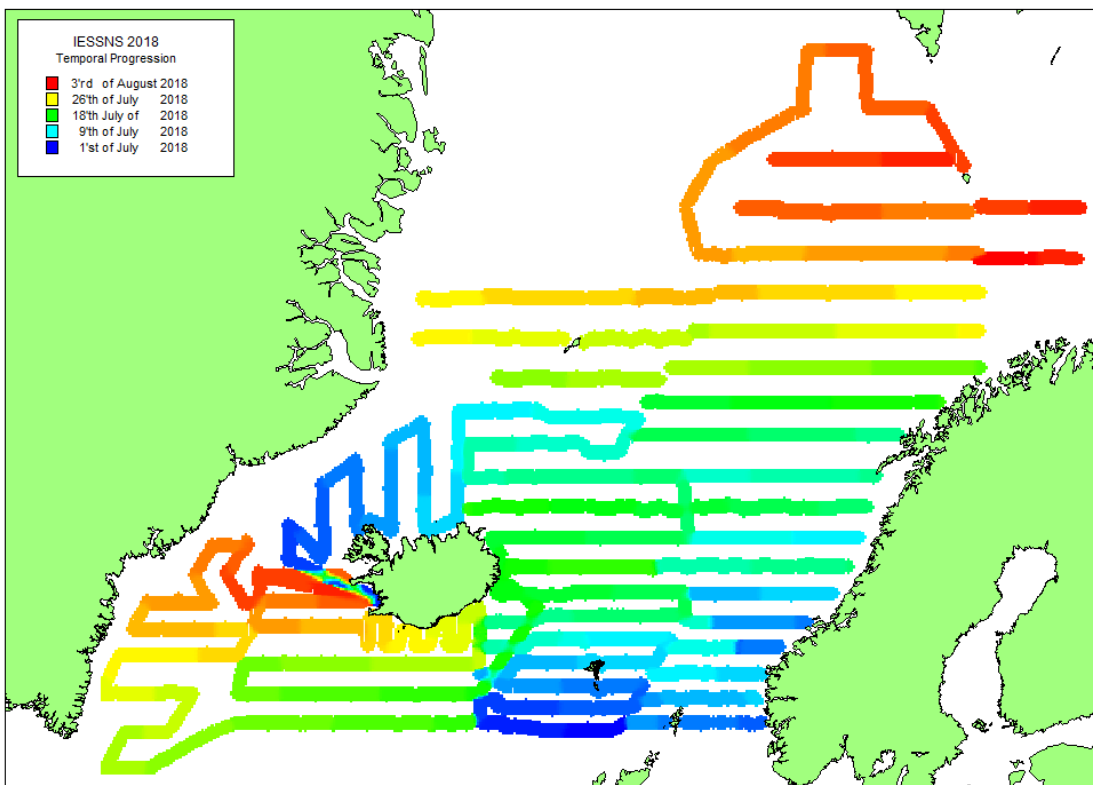 IESSNS 2018
Temporal Progression
3'rd of August 2018
26'th of July 2018
18'th July of 2018
9'th of July 2018
1'st of July 2018